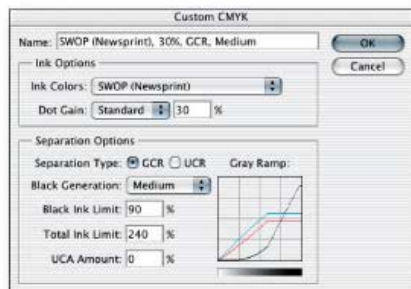 Custom CMYK
Name: SWOP (Newsprint), 30%, GCR, Medium
OK
Cancel
Ink Options
Ink Colors: SWOP (Newsprint)
Dot Gain: Standard 30 %
Separation Options
Separation Type: GCR UCR Gray Ramp:
Black Generation: Medium
Black Ink Limit: 90 %
Total Ink Limit: 240 %
UCA Amount: 0 %